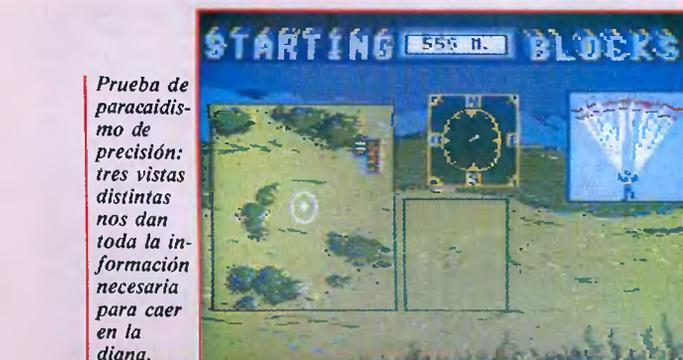 STARTING 555 M. BLOCKS
Prueba de
paracaidis-
mo de
precisión:
tres vistas
distintas
nos dan
toda la in-
formación
necesaria
para caer
en la
diana.